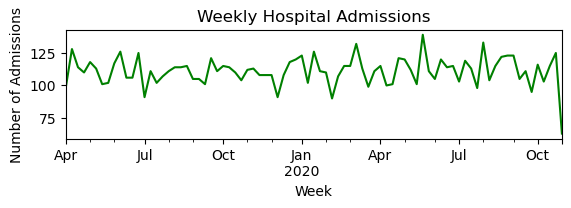 Weekly Hospital Admissions
Number of Admissions
125
100
75
Apr
Jul
Oct
Jan
2020
Apr
Jul
Oct
Week